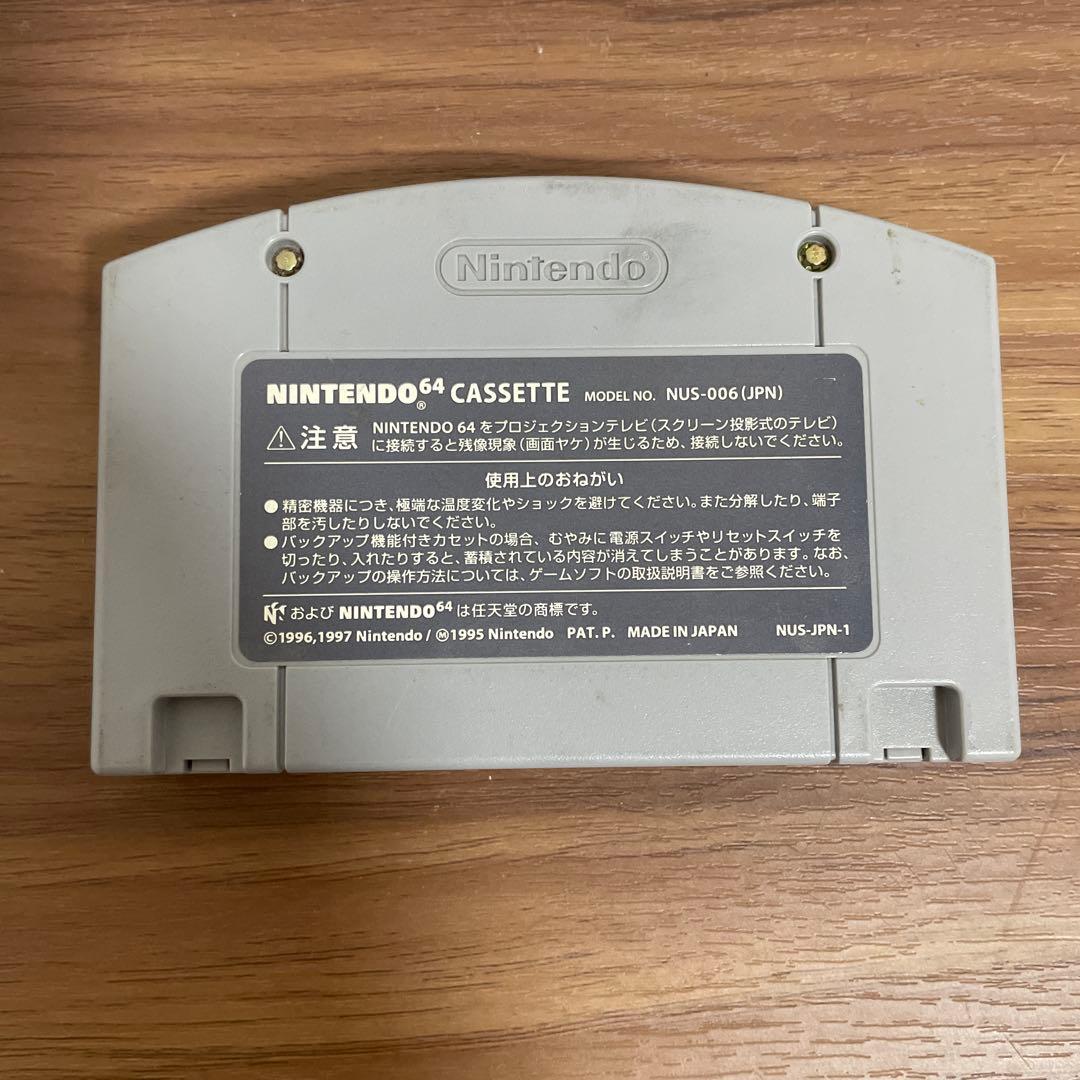 Nintendo®
NINTENDO64® CASSETTE MODEL NO. NUS-006(JPN)
⚠注意 NINTENDO 64をプロジェクションテレビ(スクリーン投影式のテレビ)
に接続すると残像現象(画面ヤケ)が生じるため、接続しないでください。
使用上のおねがい
●精密機器につき、極端な温度変化やショックを避けてください。また分解したり、端子
部を汚したりしないでください。
●バックアップ機能付きカセットの場合、むやみに電源スイッチやリセットスイッチを
切ったり、入れたりすると、蓄積されている内容が消えてしまうことがあります。なお、
バックアップの操作方法については、ゲームソフトの取扱説明書をご参照ください。
およびNINTENDO64は任天堂の商標です。
©1996,1997 Nintendo/Ⓜ1995 Nintendo PAT. P. MADE IN JAPAN NUS-JPN-1